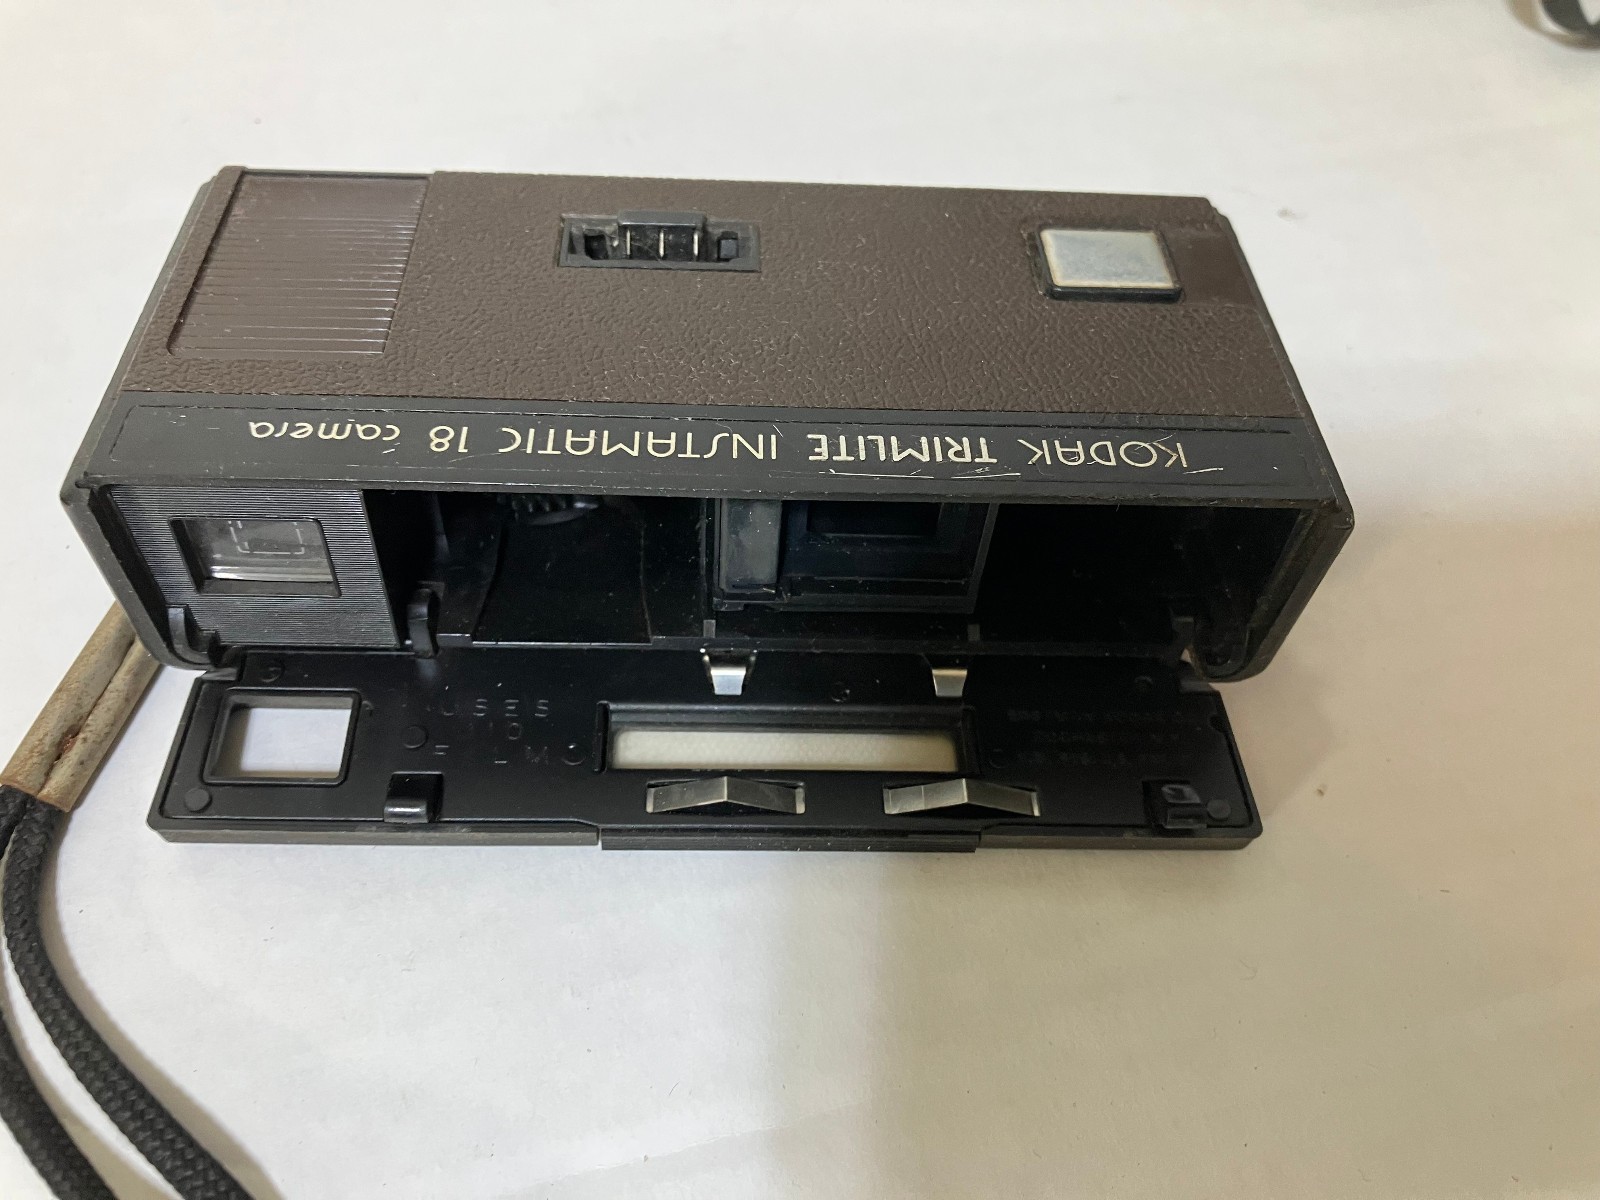 KODAK TRIMLITE INSTAMATIC 18 camera
USES
110
FILM